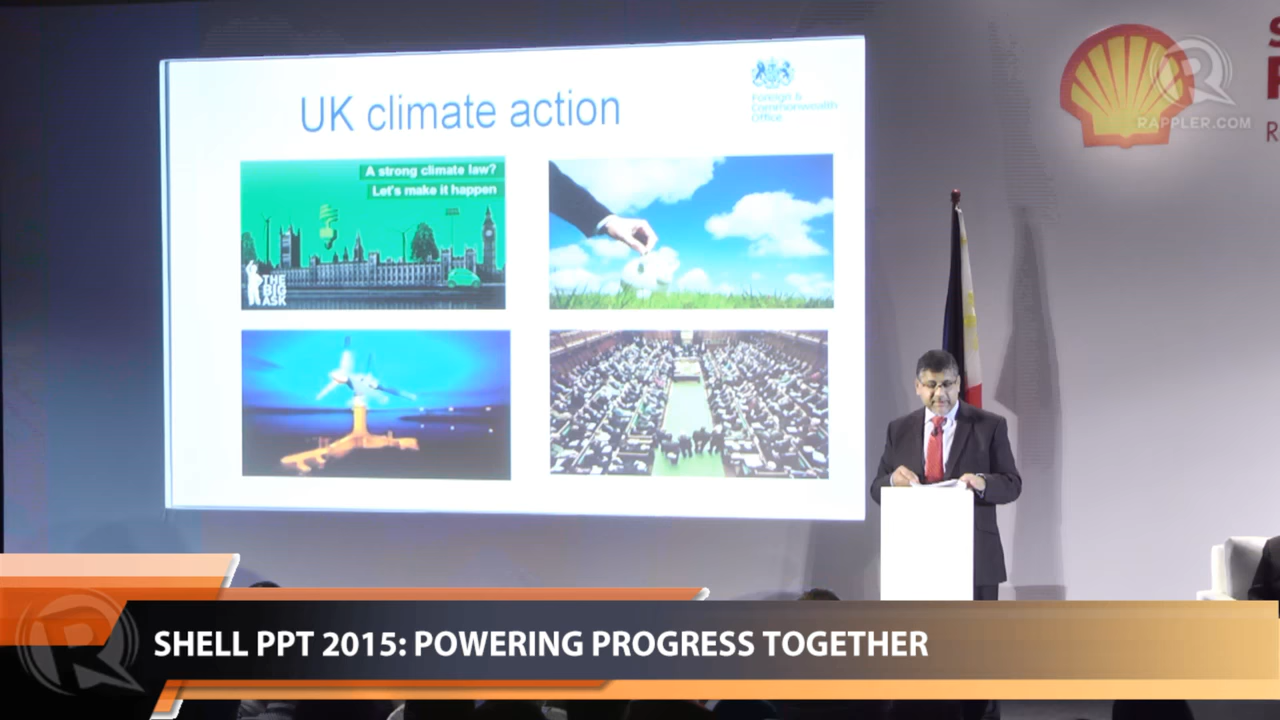 UK climate action
Foreign &
Commonwealth
Office
A strong climate law?
Let's make it happen
THE
BIG
ASK
RAPPLER.COM
S
R
SHELL PPT 2015: POWERING PROGRESS TOGETHER